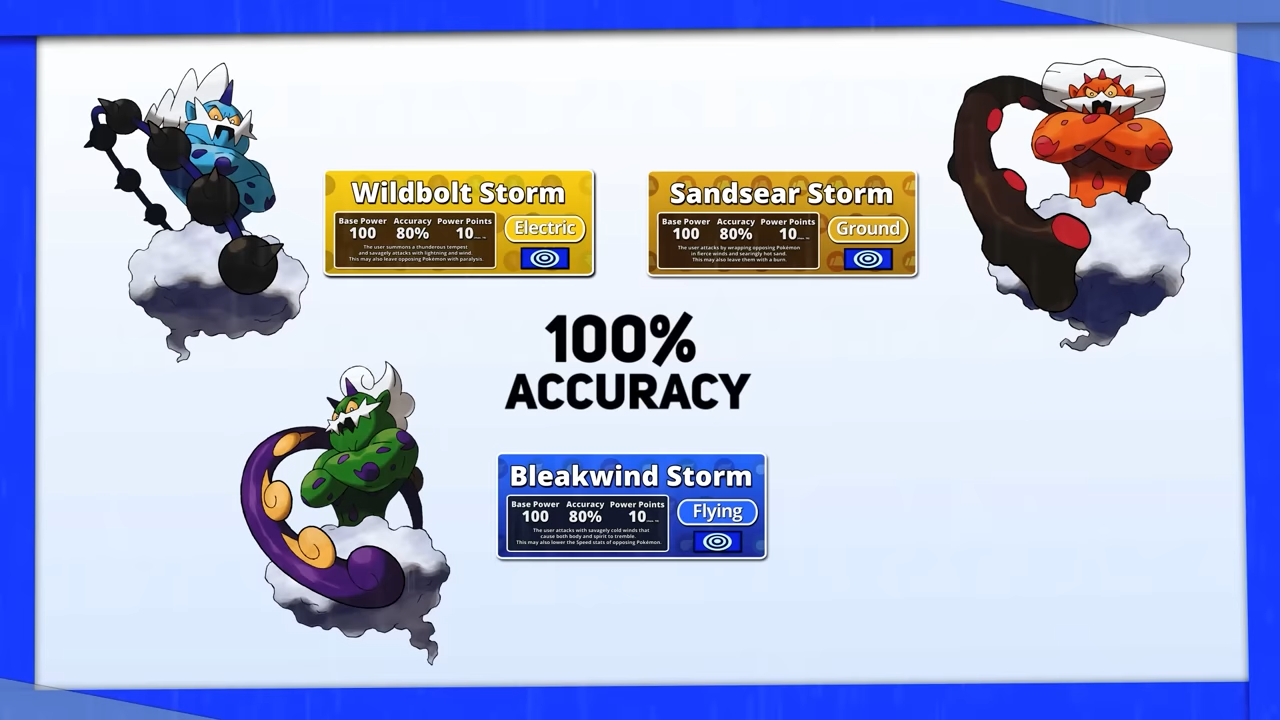 Wildbolt Storm
Base Power Accuracy Power Points
100 80% 10
Electric
The user summons a thunderous tempest
and savagely attacks with lightning and wind.
This may also leave opposing Pokémon with paralysis.
Sandsear Storm
Base Power Accuracy Power Points
100 80% 10
Ground
The user attacks by wrapping opposing Pokémon
in fierce winds and searingly hot sand.
This may also leave them with a burn.
100%
ACCURACY
Bleakwind Storm
Base Power Accuracy Power Points
100 80% 10
Flying
The user attacks with savagely cold winds that
cause both body and spirit to tremble.
This may also lower the Speed stats of opposing Pokémon.